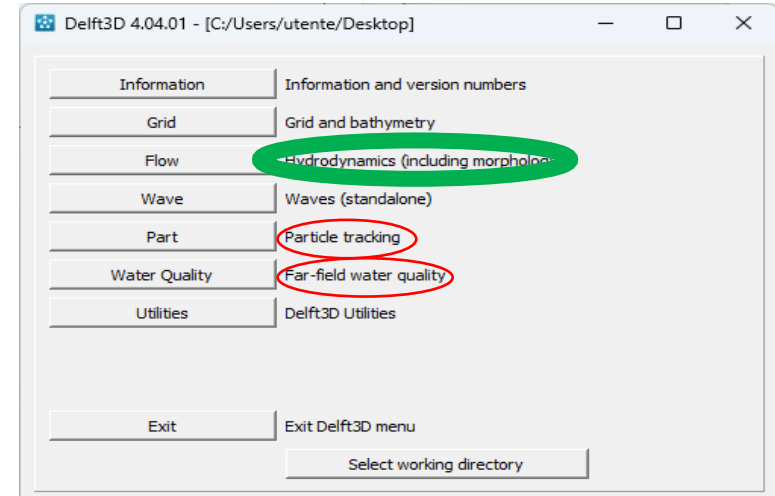 Delft3D 4.04.01 - [C:/Users/utente/Desktop]
Information Information and version numbers
Grid Grid and bathymetry
Flow Hydrodynamics (including morphology
Wave Waves (standalone)
Part Particle tracking
Water Quality Far-field water quality
Utilities Delft3D Utilities
Exit Exit Delft3D menu
Select working directory